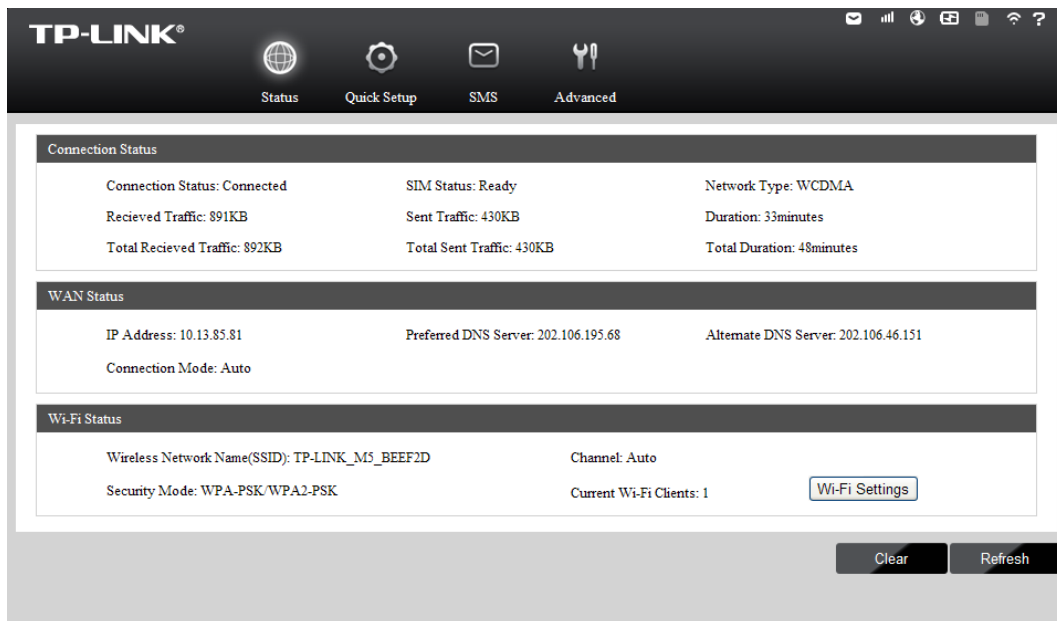 TP-LINK®
?
Status Quick Setup SMS Advanced
Connection Status
Connection Status: Connected SIM Status: Ready Network Type: WCDMA
Recieved Traffic: 891KB Sent Traffic: 430KB Duration: 33minutes
Total Recieved Traffic: 892KB Total Sent Traffic: 430KB Total Duration: 48minutes
WAN Status
IP Address: 10.13.85.81 Preferred DNS Server: 202.106.195.68 Alternate DNS Server: 202.106.46.151
Connection Mode: Auto
Wi-Fi Status
Wireless Network Name(SSID): TP-LINK_M5_BEEF2D Channel: Auto
Security Mode: WPA-PSK/WPA2-PSK Current Wi-Fi Clients: 1 Wi-Fi Settings
Clear Refresh